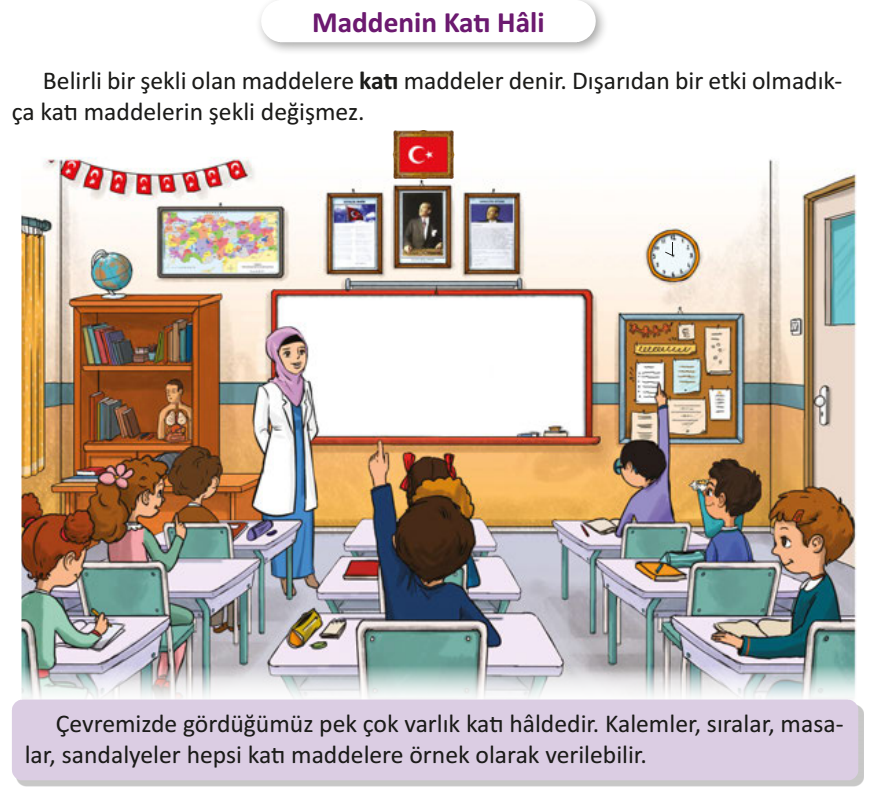 Maddenin Katı Hâli
Belirli bir şekli olan maddelere katı maddeler denir. Dışarıdan bir etki olmadık-
ça katı maddelerin şekli değişmez.
Çevremizde gördüğümüz pek çok varlık katı hâldedir. Kalemler, sıralar, masa-
lar, sandalyeler hepsi katı maddelere örnek olarak verilebilir.